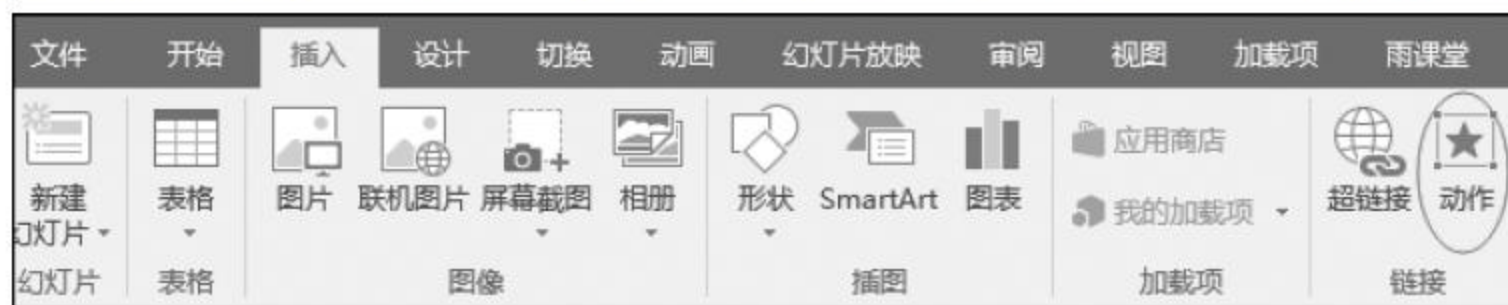 文件 开始 插入 设计 切换 动画 幻灯片放映 审阅 视图 加载项 雨课堂
应用商店
新建 表格 图片 联机图片 屏幕截图 相册 形状 SmartArt 图表 我的加载项 超链接 动作
幻灯片
幻灯片 表格 图像 插图 加载项 链接